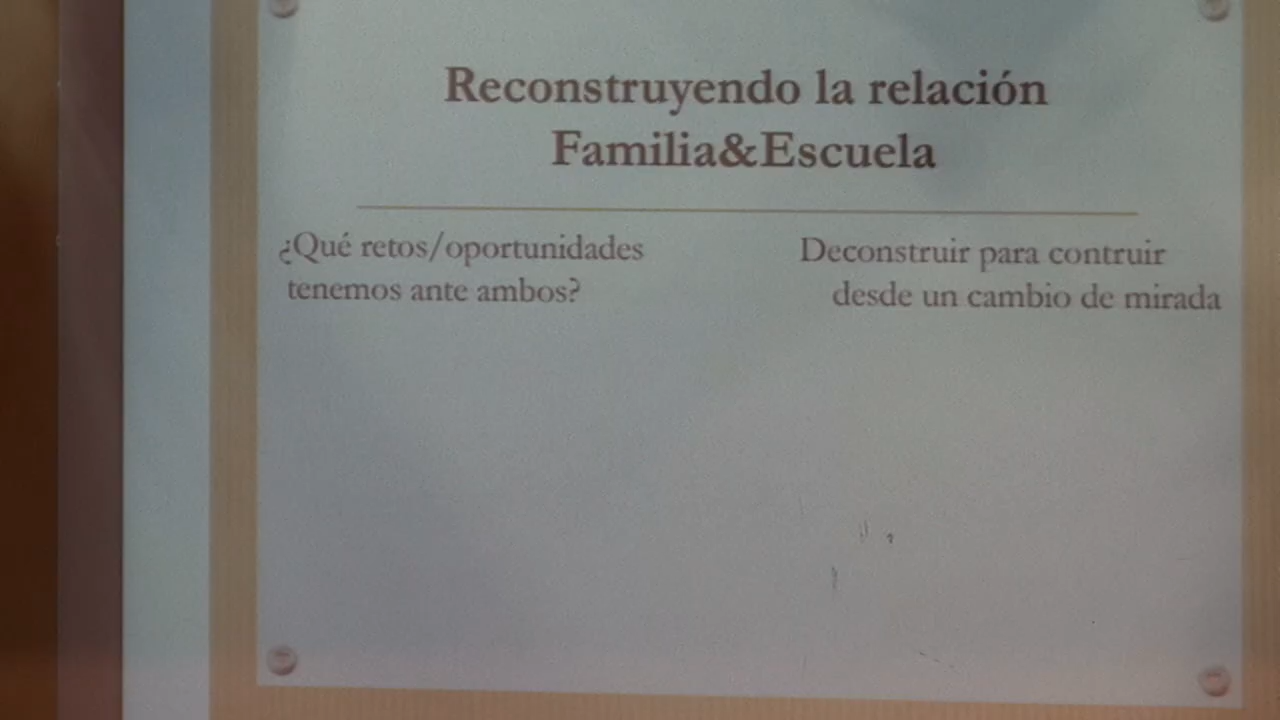 Reconstruyendo la relación
Familia&Escuela
¿Qué retos/oportunidades
tenemos ante ambos?
Deconstruir para contruir
desde un cambio de mirada